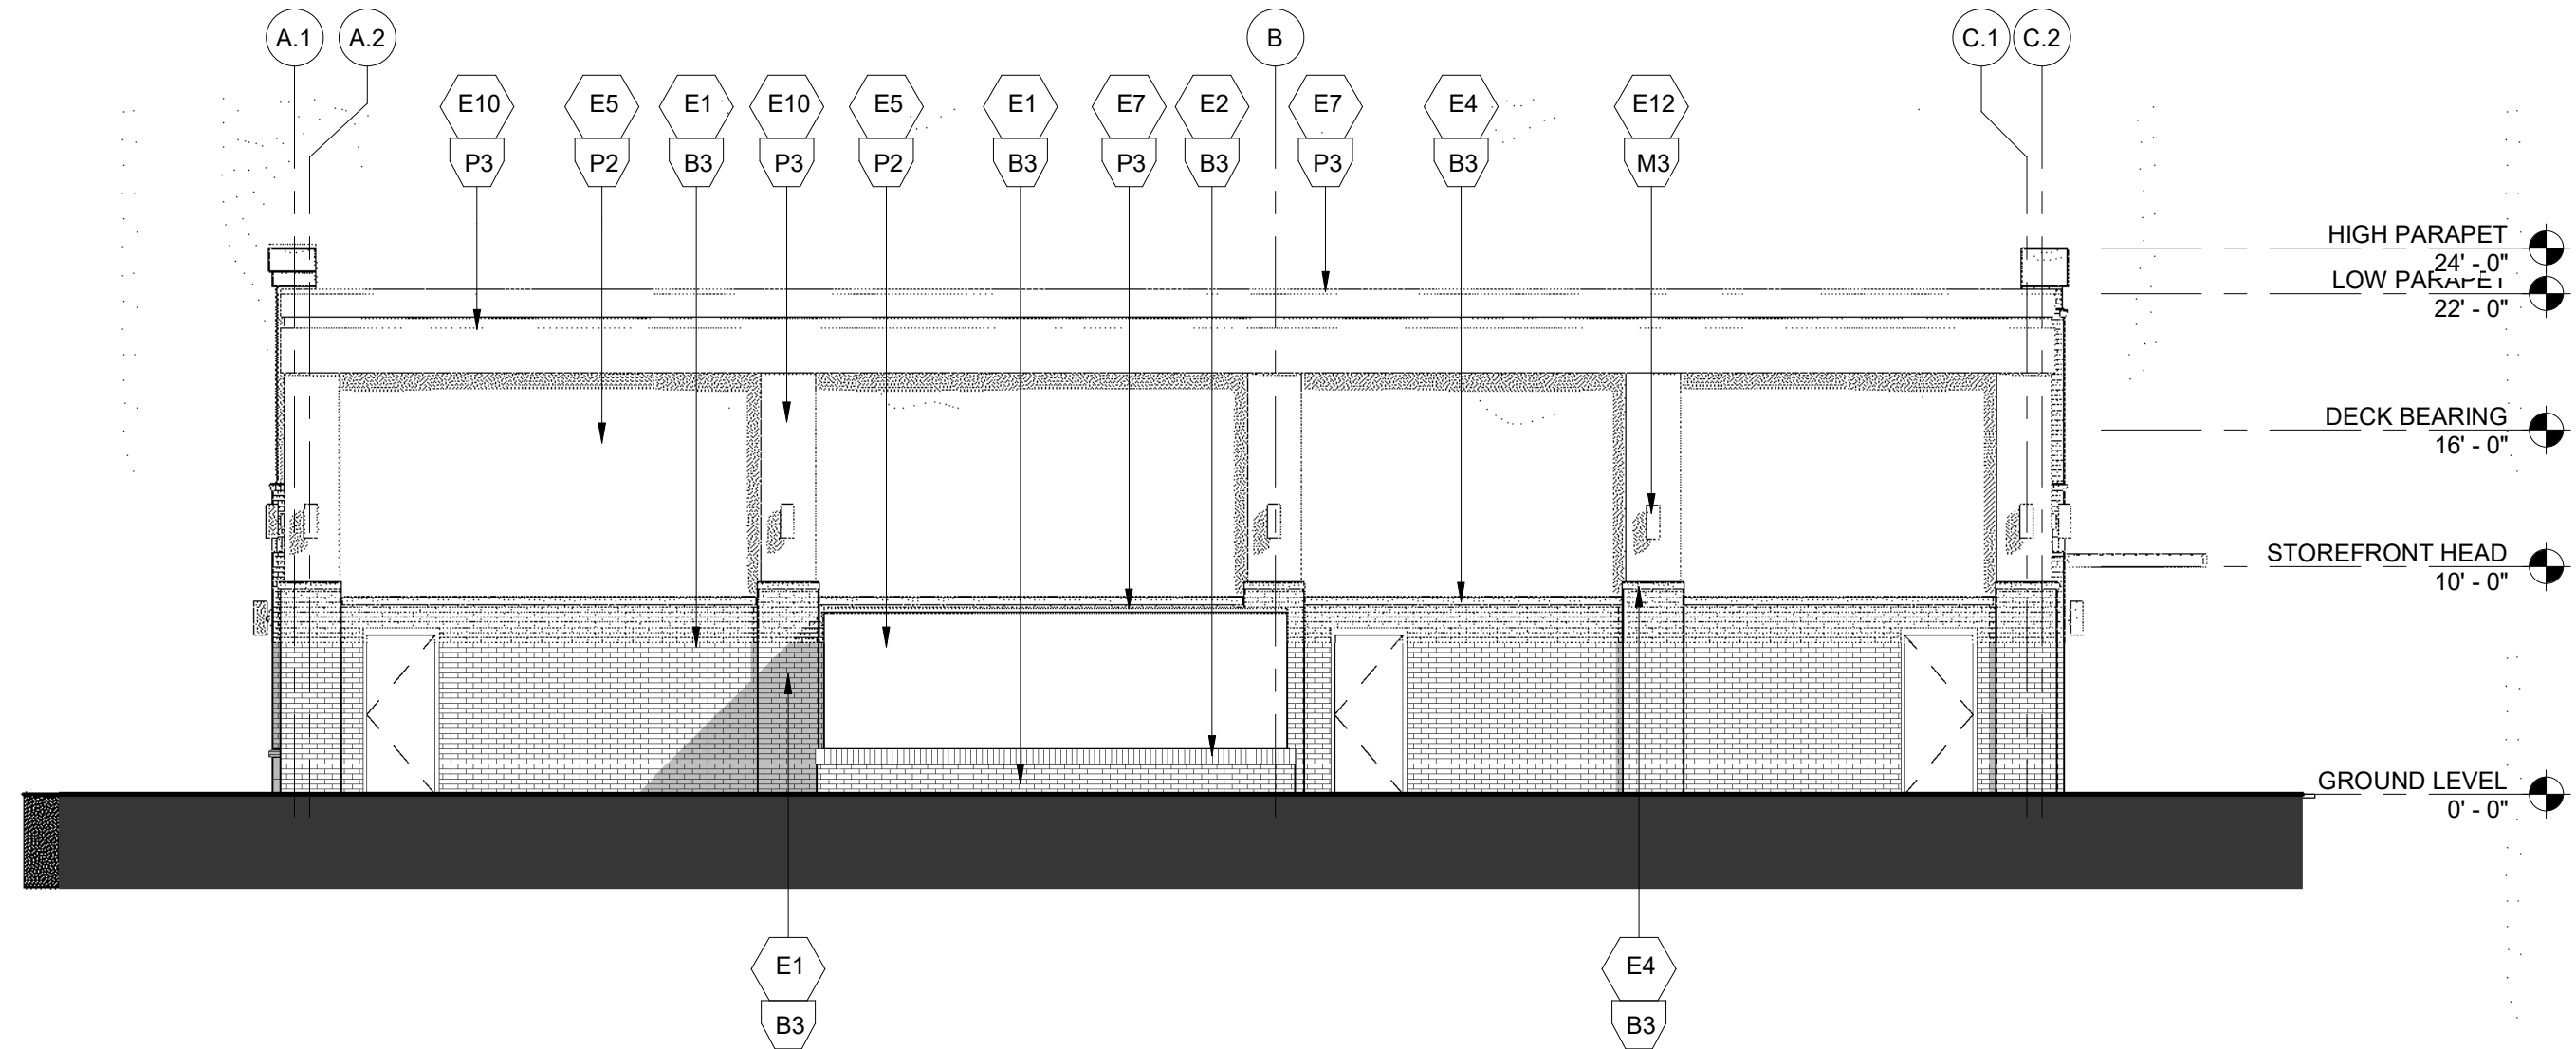 A.1 A.2 B C.1 C.2
E10 E5 E1 E10 E5 E1 E7 E2 E7 E4 E12
P3 P2 B3 P3 P2 B3 P3 B3 P3 B3 M3
HIGH PARAPET
24' - 0"
LOW PARAPET
22' - 0"
DECK BEARING
16' - 0"
STOREFRONT HEAD
10' - 0"
GROUND LEVEL
0' - 0"
E1 E4
B3 B3